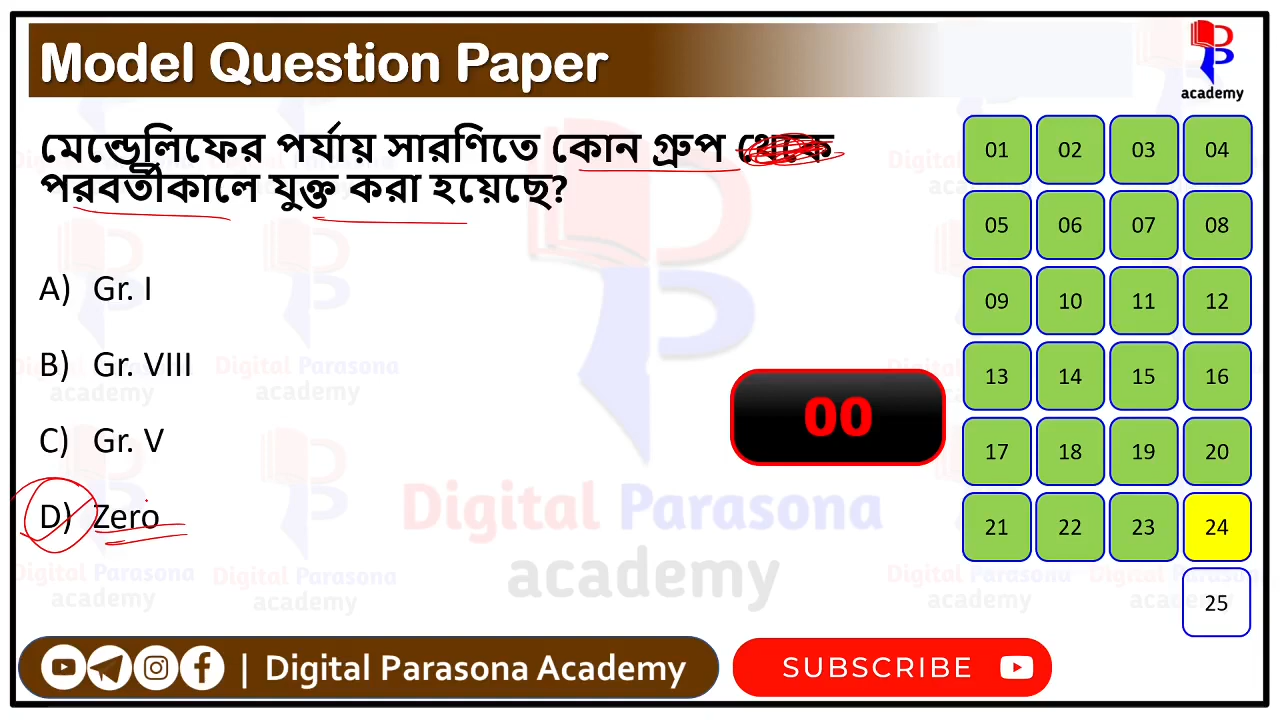 Model Question Paper
academy
মেন্ডেলিফের পর্যায় সারণিতে কোন গ্রুপ থেকে
পরবর্তীকালে যুক্ত করা হয়েছে?
A) Gr. I
B) Gr. VIII
C) Gr. V
D) Zero
00
01 02 03 04
05 06 07 08
09 10 11 12
13 14 15 16
17 18 19 20
21 22 23 24
25
Digital Parasona
academy
| Digital Parasona Academy
SUBSCRIBE